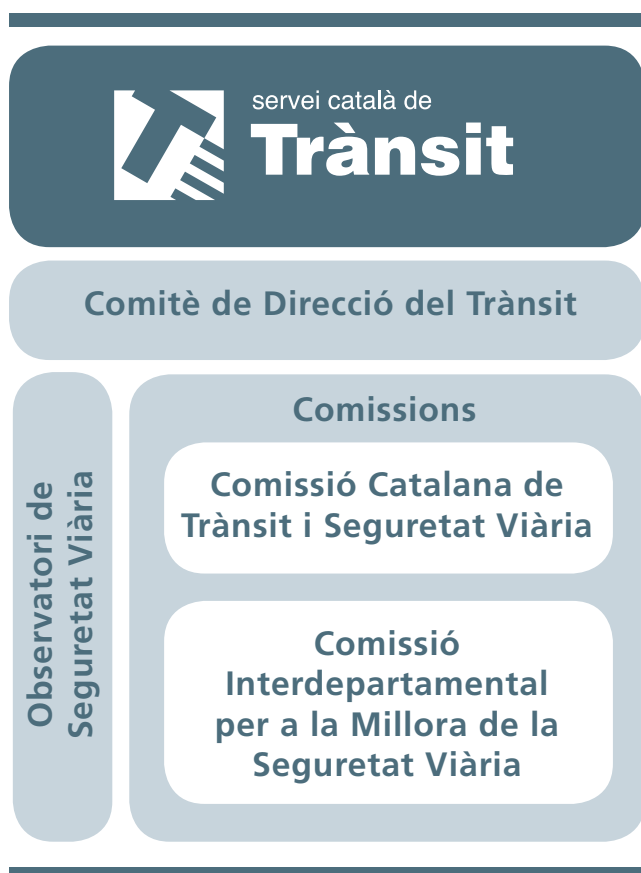 servei català de
Trànsit
Comitè de Direcció del Trànsit
Observatori de
Seguretat Viària
Comissions
Comissió Catalana de
Trànsit i Seguretat Viària
Comissió
Interdepartamental
per a la Millora de la
Seguretat Viària